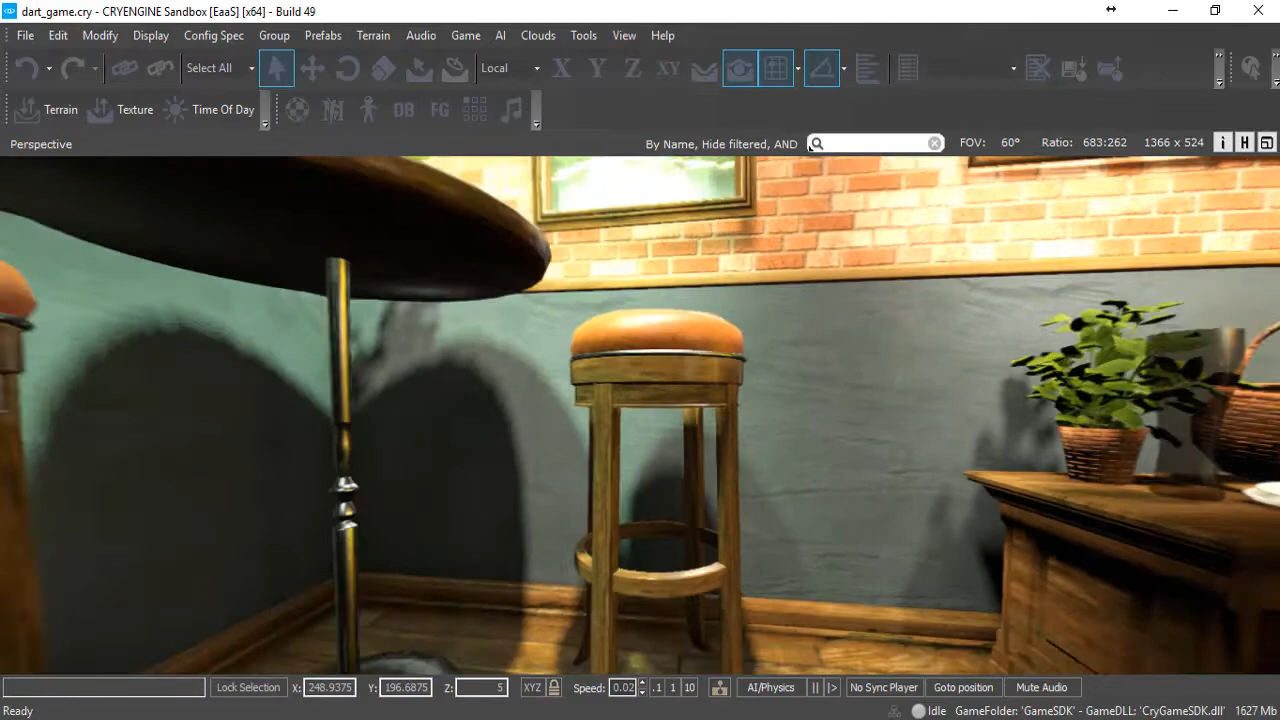 dart_game.cry - CRYENGINE Sandbox [EaaS] [x64] - Build 49
File Edit Modify Display Config Spec Group Prefabs Terrain Audio Game AI Clouds Tools View Help
Select All Local X Y Z XY
Terrain Texture Time Of Day DB FG
Perspective By Name, Hide filtered, AND FOV: 60° Ratio: 683:262 1366 x 524 i H
Lock Selection X: 248.9375 Y: 196.6875 Z: 5 XYZ Speed: 0.02 .1 1 10 AI/Physics No Sync Player Goto position Mute Audio
Ready Idle GameFolder: 'GameSDK' - GameDLL: 'CryGameSDK.dll' 1627 Mb